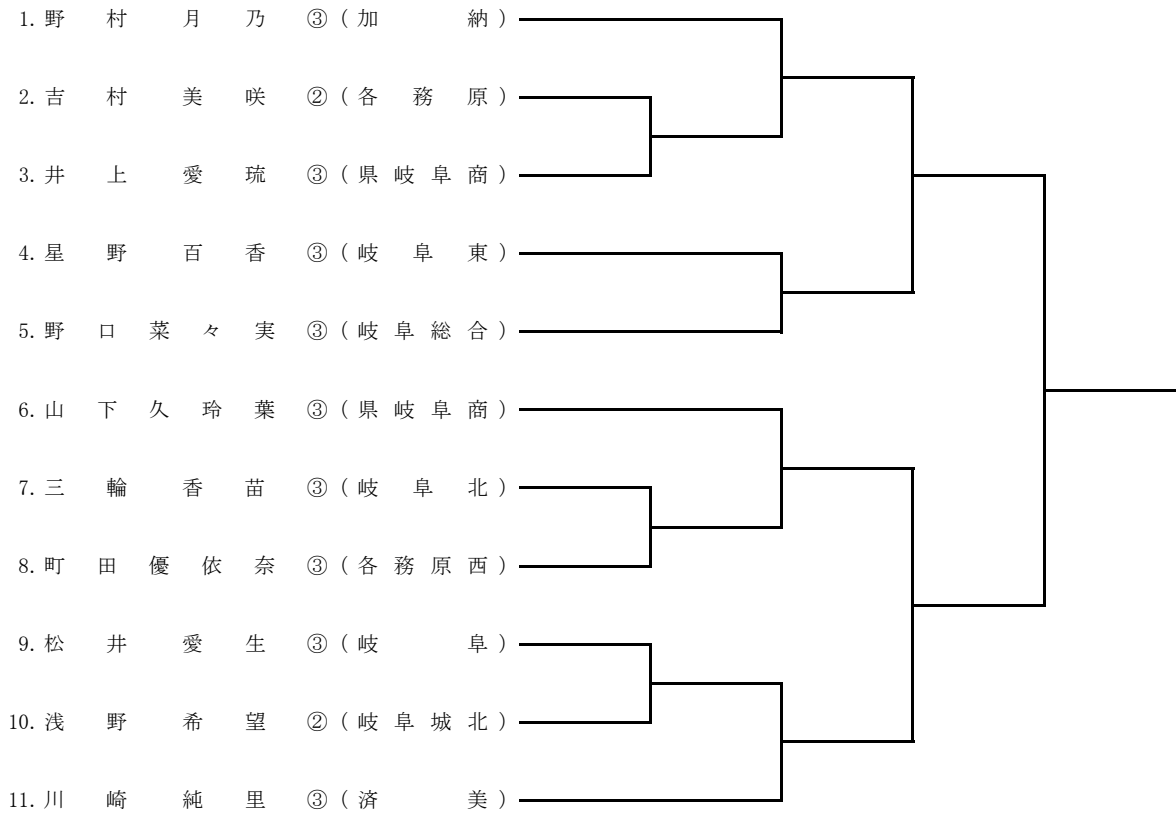 1. 野村月乃 ③ (加納)
2. 吉村美咲 ② (各務原)
3. 井上愛琉 ③ (県岐阜商)
4. 星野百香 ③ (岐阜東)
5. 野口菜々実 ③ (岐阜総合)
6. 山下久玲葉 ③ (県岐阜商)
7. 三輪香苗 ③ (岐阜北)
8. 町田優依奈 ③ (各務原西)
9. 松井愛生 ③ (岐阜)
10. 浅野希望 ② (岐阜城北)
11. 川崎純里 ③ (済美)